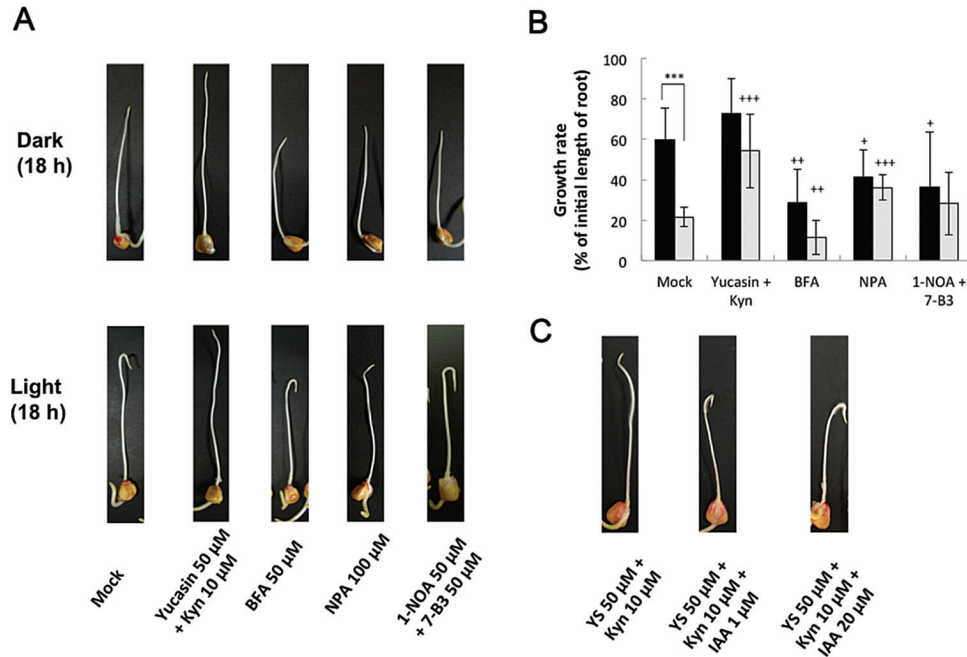 A
Dark
(18 h)
Light
(18 h)
Mock
Yucasin 50 µM
+ Kyn 10 µM
BFA 50 µM
NPA 100 µM
1-NOA 50 µM
+ 7-B3 50 µM
B
Growth rate
(% of initial length of root)
100
80
60
40
20
0
***
+++
++
++
+
+++
+
Mock
Yucasin +
Kyn
BFA
NPA
1-NOA +
7-B3
C
YS 50 µM +
Kyn 10 µM
YS 50 µM +
Kyn 10 µM +
IAA 1 µM
YS 50 µM +
Kyn 10 µM +
IAA 20 µM